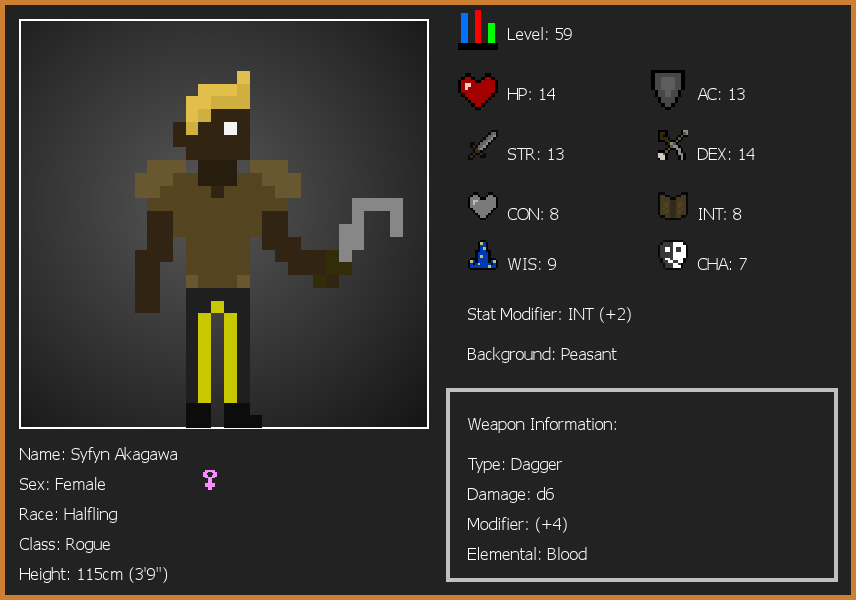 Level: 59
HP: 14
AC: 13
STR: 13
DEX: 14
CON: 8
INT: 8
WIS: 9
CHA: 7
Stat Modifier: INT (+2)
Background: Peasant
Weapon Information:
Type: Dagger
Damage: d6
Modifier: (+4)
Elemental: Blood
Name: Syfyn Akagawa
Sex: Female
Race: Halfling
Class: Rogue
Height: 115cm (3'9")